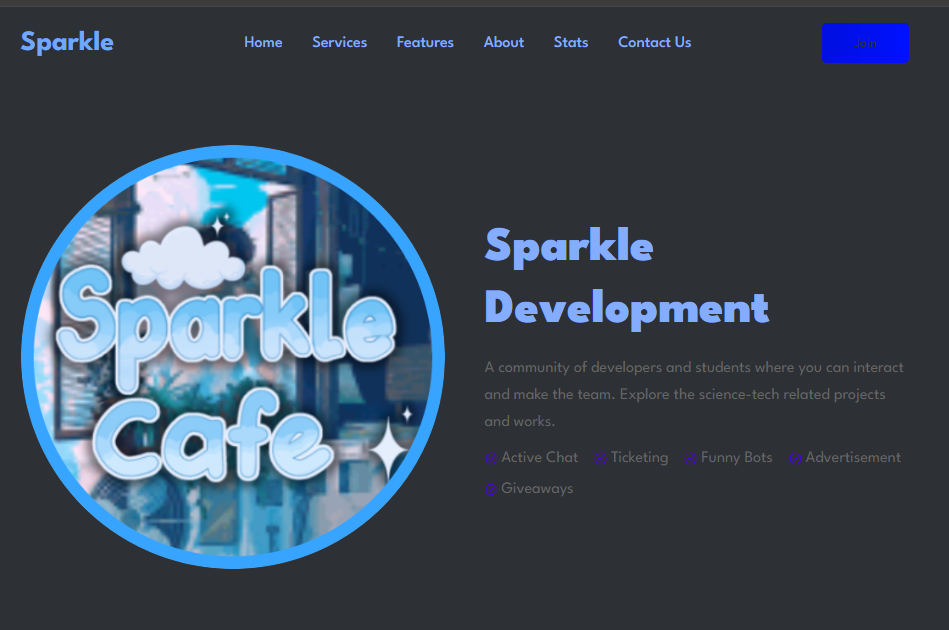 Sparkle
Home Services Features About Stats Contact Us
Join
Sparkle
Cafe
Sparkle
Development
A community of developers and students where you can interact
and make the team. Explore the science-tech related projects
and works.
Active Chat Ticketing Funny Bots Advertisement
Giveaways